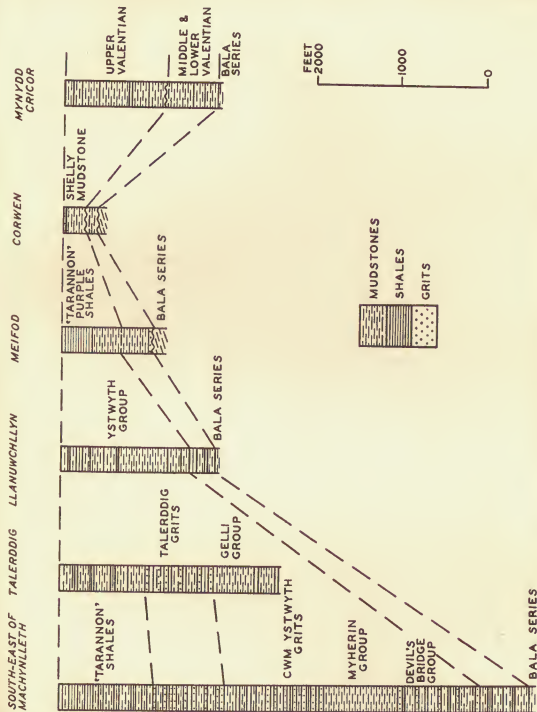 SOUTH-EAST OF
MACHYNLLETH
TALERDDIG
LLANUWCHLLYN
MEIFOD
CORWEN
MYNYDD
CRICOR
'TARANNON'
SHALES
CWM YSTWYTH
GRITS
MYHERIN
GROUP
DEVIL'S
BRIDGE
GROUP
BALA SERIES
TALERDDIG
GRITS
GELLI
GROUP
YSTWYTH
GROUP
BALA SERIES
'TARANNON'
PURPLE
SHALES
BALA SERIES
SHELLY
MUDSTONE
UPPER
VALENTIAN
MIDDLE &
LOWER
VALENTIAN
BALA
SERIES
MUDSTONES
SHALES
GRITS
FEET
2000
1000
0